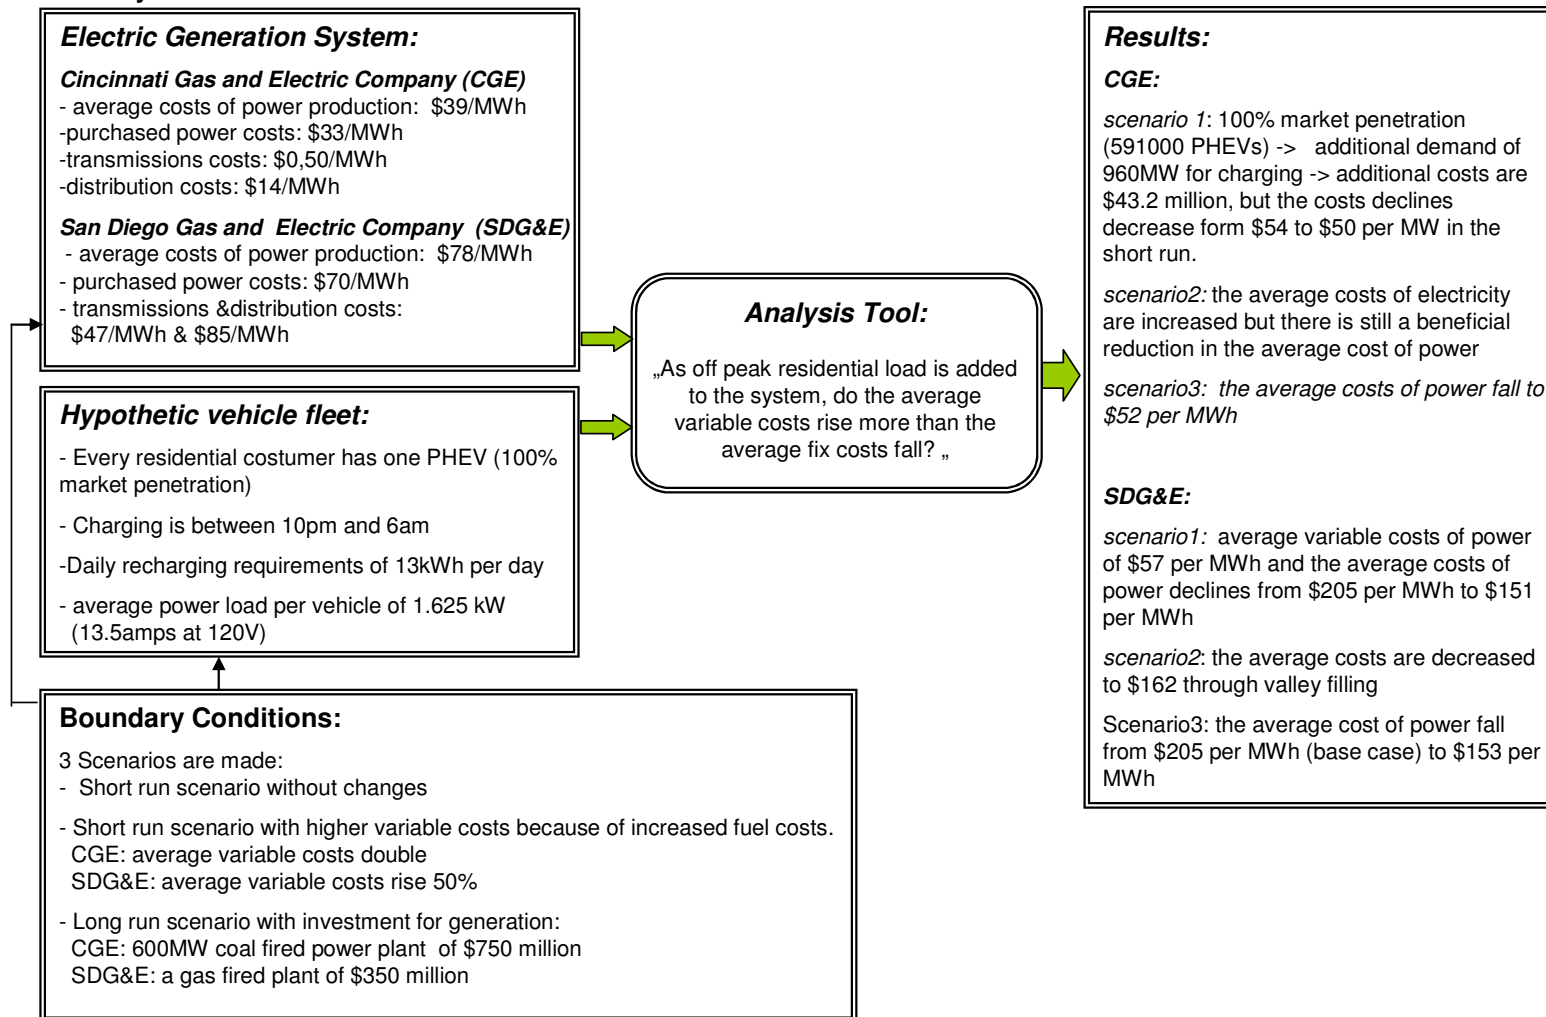 Electric Generation System:
Cincinnati Gas and Electric Company (CGE)
- average costs of power production: $39/MWh
-purchased power costs: $33/MWh
-transmissions costs: $0,50/MWh
-distribution costs: $14/MWh
San Diego Gas and Electric Company (SDG&E)
- average costs of power production: $78/MWh
- purchased power costs: $70/MWh
- transmissions &distribution costs:
$47/MWh & $85/MWh
Hypothetic vehicle fleet:
- Every residential costumer has one PHEV (100%
market penetration)
- Charging is between 10pm and 6am
-Daily recharging requirements of 13kWh per day
- average power load per vehicle of 1.625 kW
(13.5amps at 120V)
Boundary Conditions:
3 Scenarios are made:
- Short run scenario without changes
- Short run scenario with higher variable costs because of increased fuel costs.
CGE: average variable costs double
SDG&E: average variable costs rise 50%
- Long run scenario with investment for generation:
CGE: 600MW coal fired power plant of $750 million
SDG&E: a gas fired plant of $350 million
Analysis Tool:
„As off peak residential load is added
to the system, do the average
variable costs rise more than the
average fix costs fall? „
Results:
CGE:
scenario 1: 100% market penetration
(591000 PHEVs) -> additional demand of
960MW for charging -> additional costs are
$43.2 million, but the costs declines
decrease form $54 to $50 per MW in the
short run.
scenario2: the average costs of electricity
are increased but there is still a beneficial
reduction in the average cost of power
scenario3: the average costs of power fall to
$52 per MWh
SDG&E:
scenario1: average variable costs of power
of $57 per MWh and the average costs of
power declines from $205 per MWh to $151
per MWh
scenario2: the average costs are decreased
to $162 through valley filling
Scenario3: the average cost of power fall
from $205 per MWh (base case) to $153 per
MWh